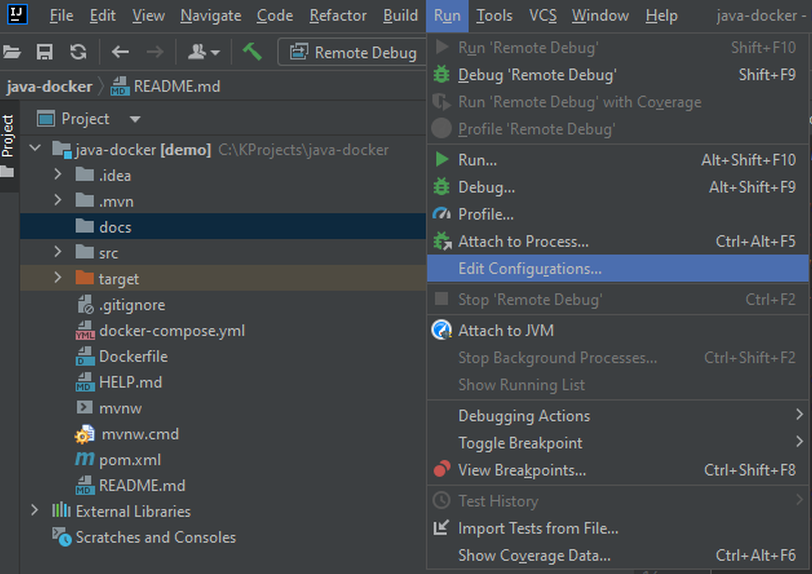 IJ File Edit View Navigate Code Refactor Build Run Tools VCS Window Help java-docker -
Remote Debug
java-docker MD README.md
Project
Project
java-docker [demo] C:\KProjects\java-docker
.idea
.mvn
docs
src
target
.gitignore
YML docker-compose.yml
D Dockerfile
MD HELP.md
mvnw
mvnw.cmd
m pom.xml
MD README.md
External Libraries
Scratches and Consoles
Run 'Remote Debug' Shift+F10
Debug 'Remote Debug' Shift+F9
Run 'Remote Debug' with Coverage
Profile 'Remote Debug'
Run... Alt+Shift+F10
Debug... Alt+Shift+F9
Profile...
Attach to Process... Ctrl+Alt+F5
Edit Configurations...
Stop 'Remote Debug' Ctrl+F2
Attach to JVM
Stop Background Processes... Ctrl+Shift+F2
Show Running List
Debugging Actions
Toggle Breakpoint
View Breakpoints... Ctrl+Shift+F8
Test History
Import Tests from File...
Show Coverage Data... Ctrl+Alt+F6